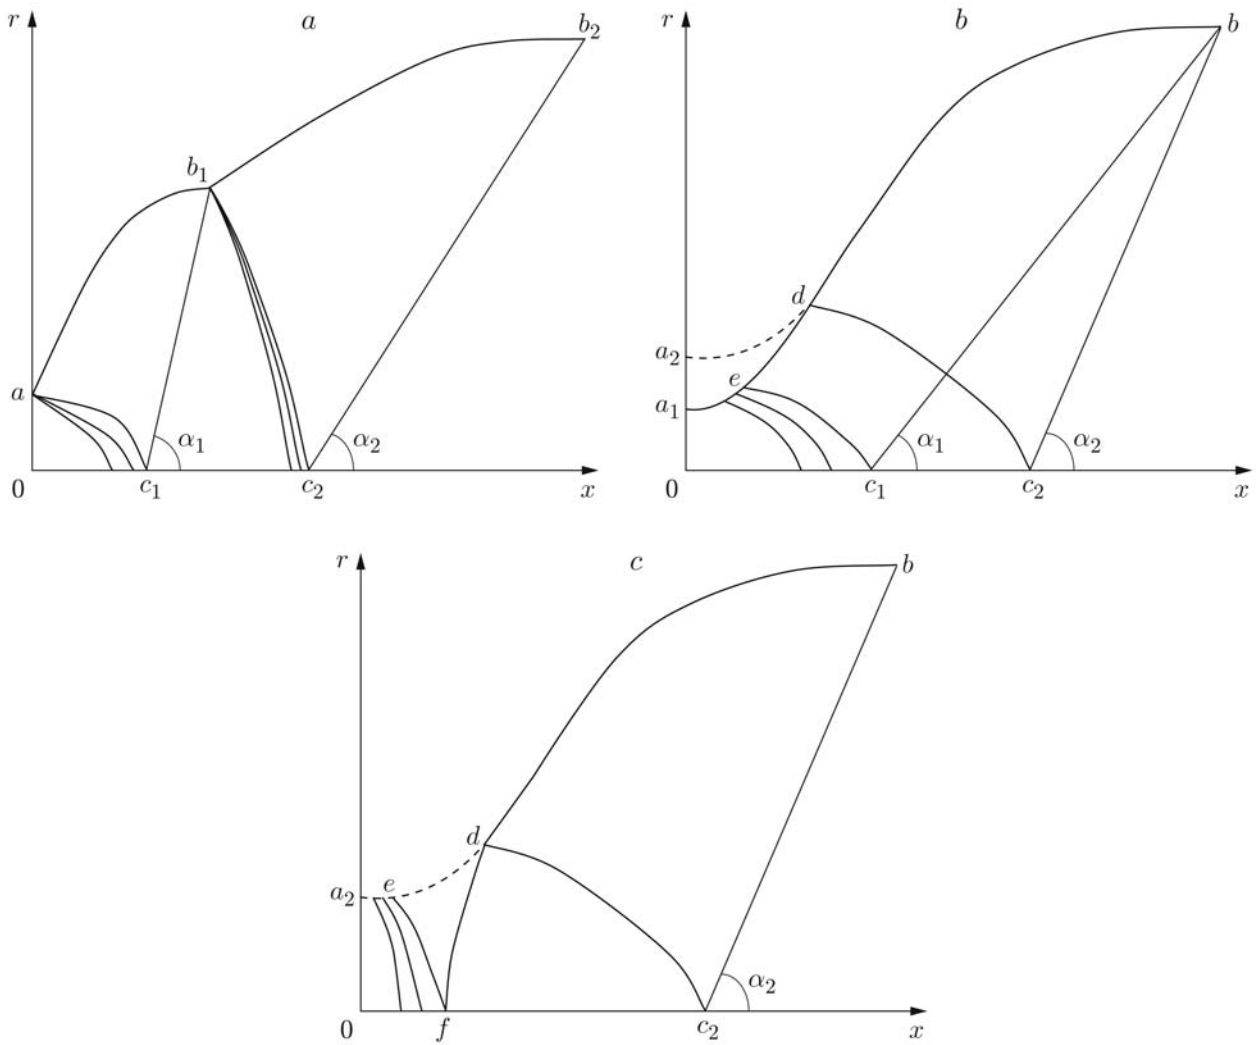 r a b₂
b₁
a
α₁ α₂
0 c₁ c₂ x
r b b
d
a₂
e
a₁
α₁ α₂
0 c₁ c₂ x
r c b
d
a₂ e
α₂
0 f c₂ x